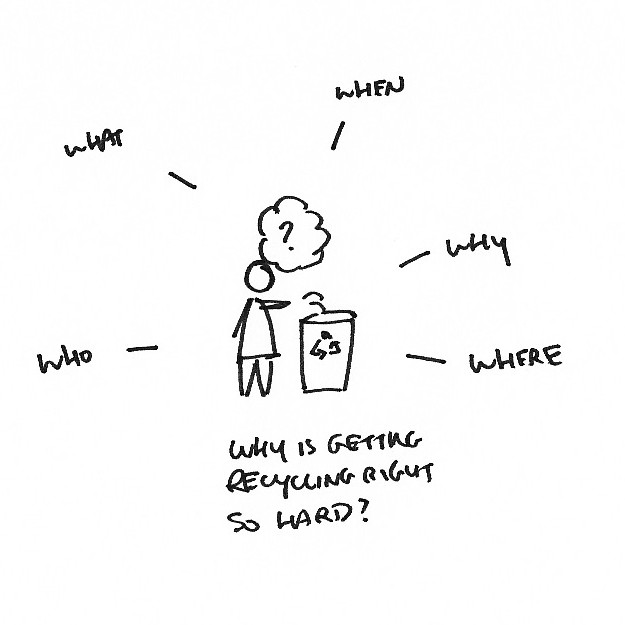 WHEN
WHAT
?
WHY
WHO
WHERE
WHY IS GETTING
RECYCLING RIGHT
SO HARD?